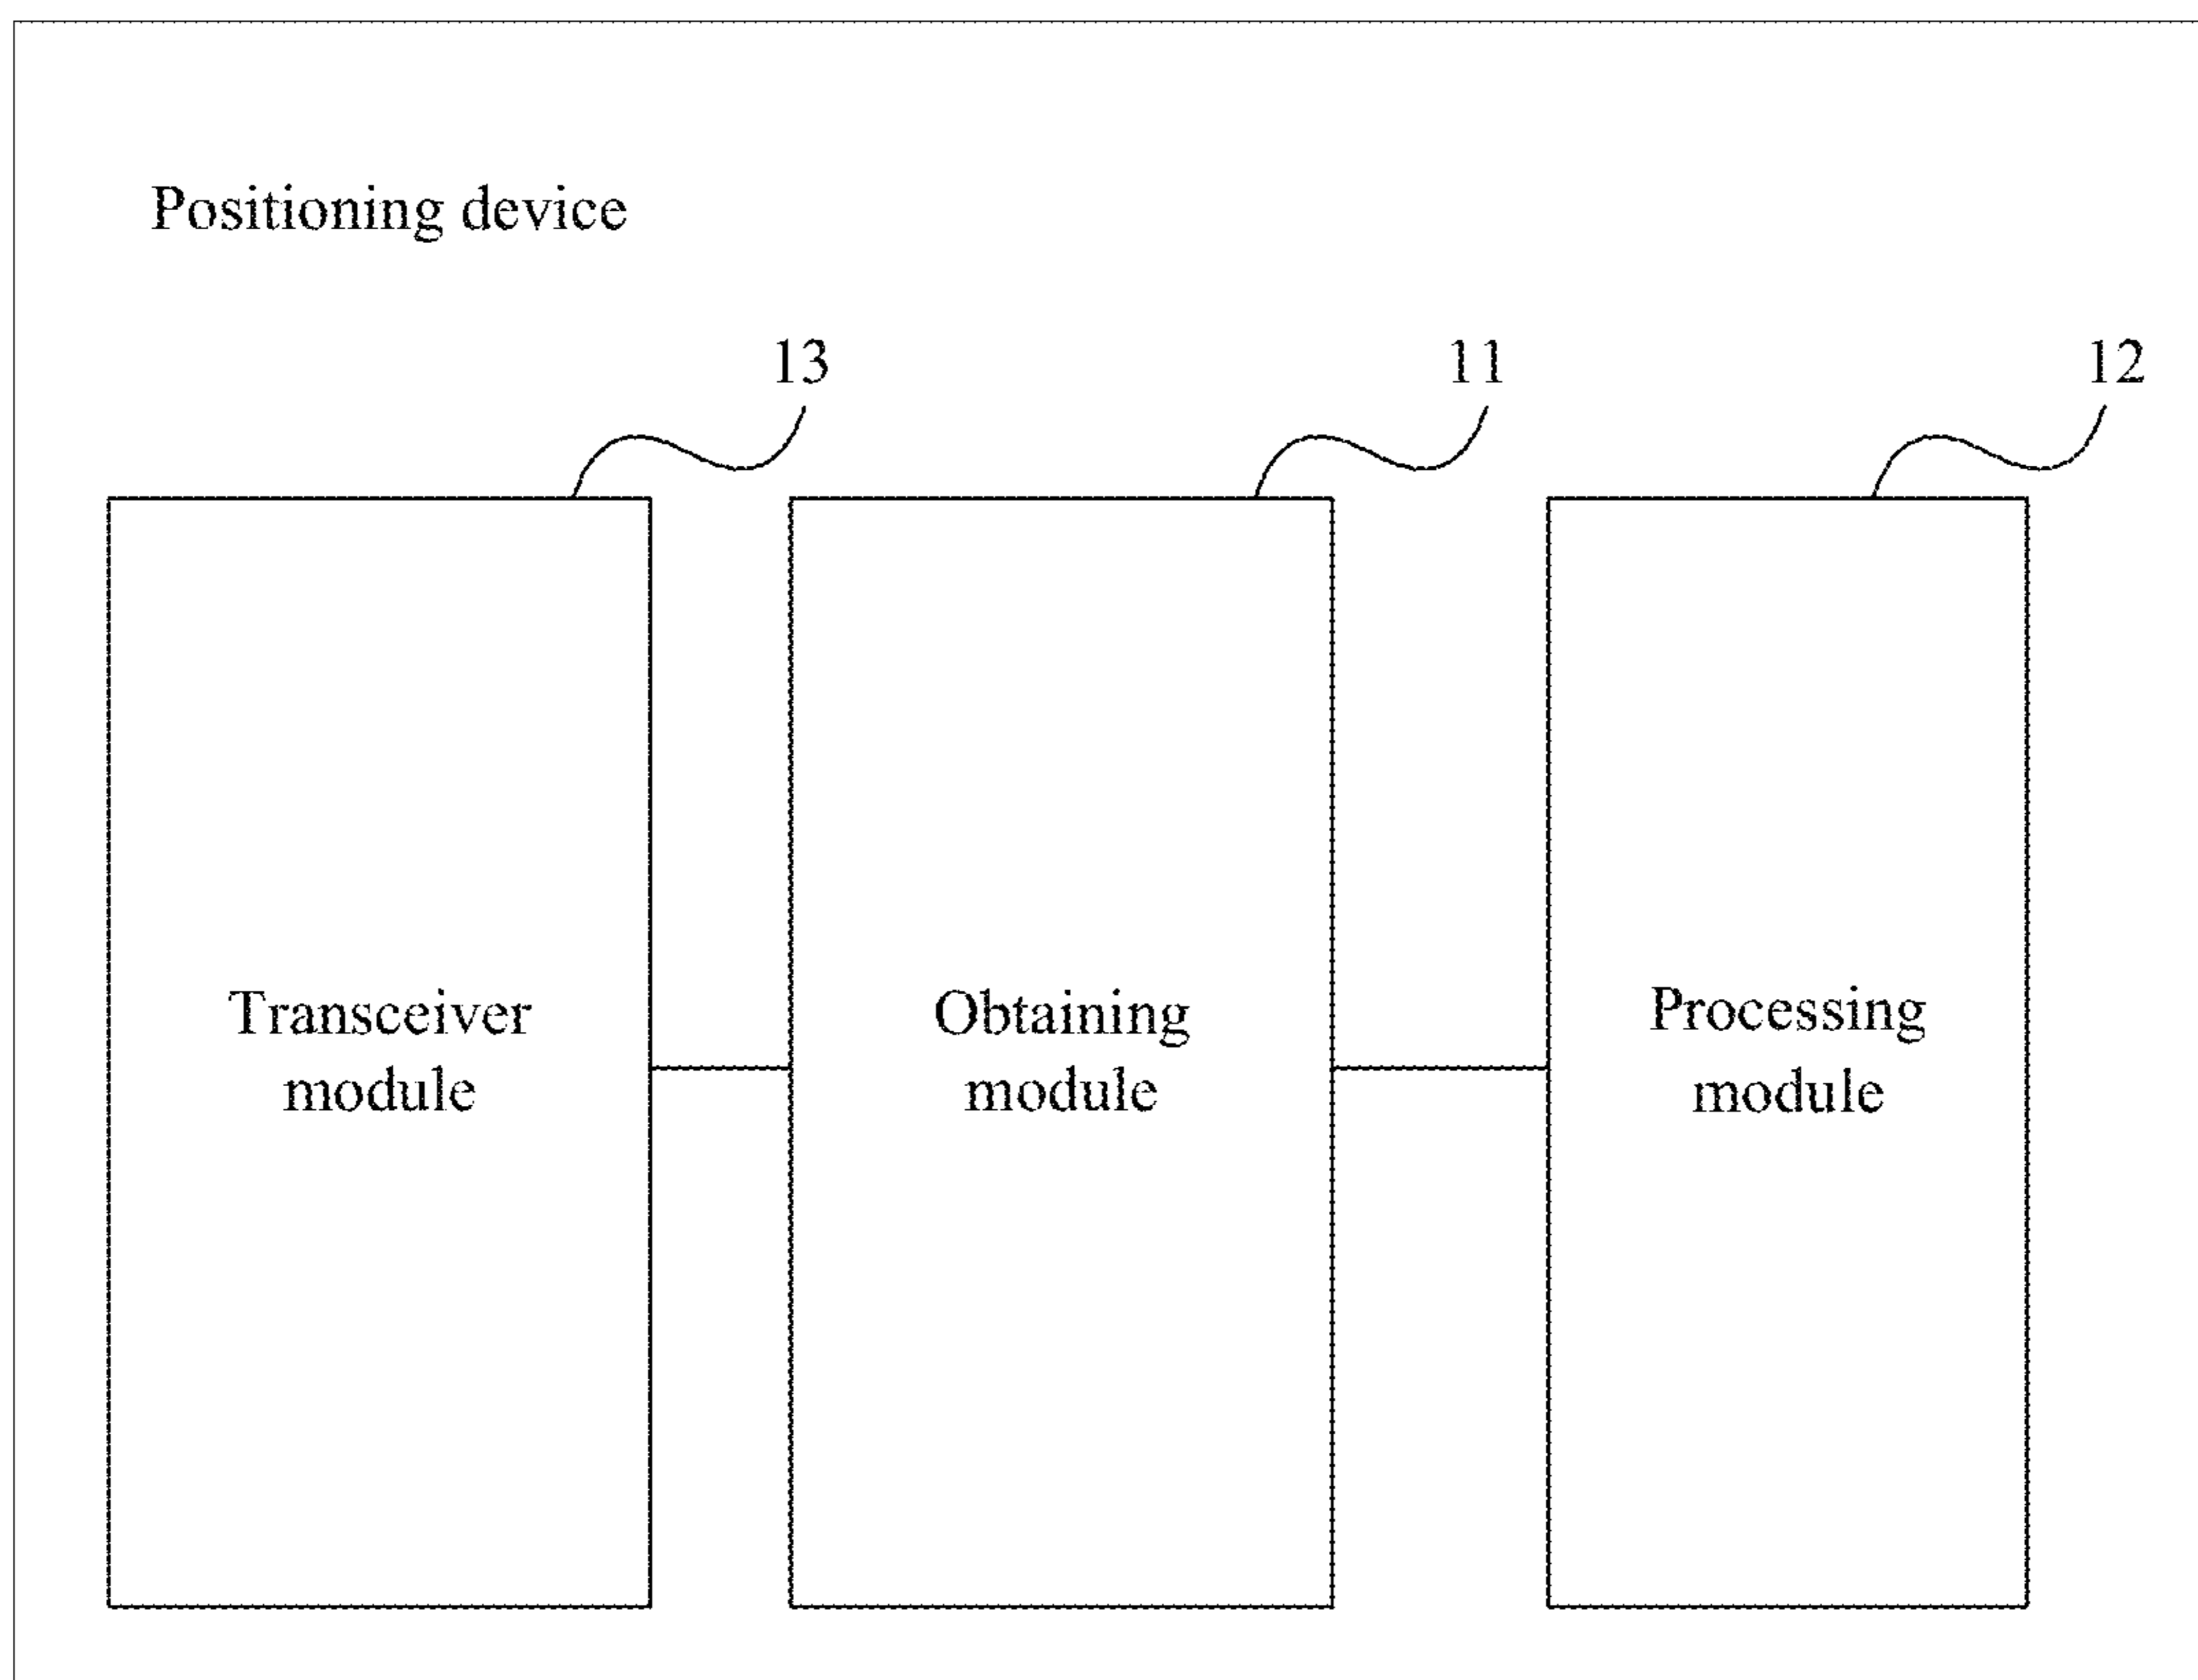 Positioning device
13
11
12
Transceiver
module
Obtaining
module
Processing
module